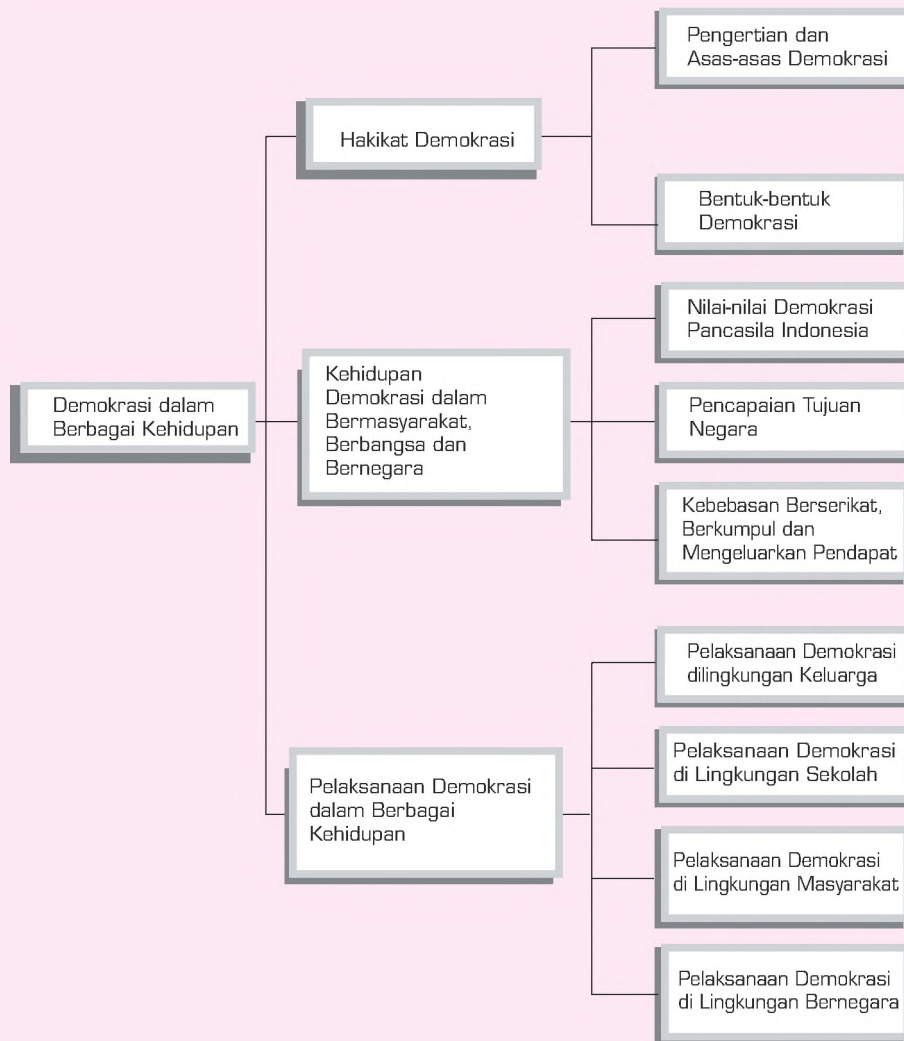 Demokrasi dalam
Berbagai Kehidupan
Hakikat Demokrasi
Pengertian dan
Asas-asas Demokrasi
Bentuk-bentuk
Demokrasi
Kehidupan
Demokrasi dalam
Bermasyarakat,
Berbangsa dan
Bernegara
Nilai-nilai Demokrasi
Pancasila Indonesia
Pencapaian Tujuan
Negara
Kebebasan Berserikat,
Berkumpul dan
Mengeluarkan Pendapat
Pelaksanaan Demokrasi
dalam Berbagai
Kehidupan
Pelaksanaan Demokrasi
dilingkungan Keluarga
Pelaksanaan Demokrasi
di Lingkungan Sekolah
Pelaksanaan Demokrasi
di Lingkungan Masyarakat
Pelaksanaan Demokrasi
di Lingkungan Bernegara